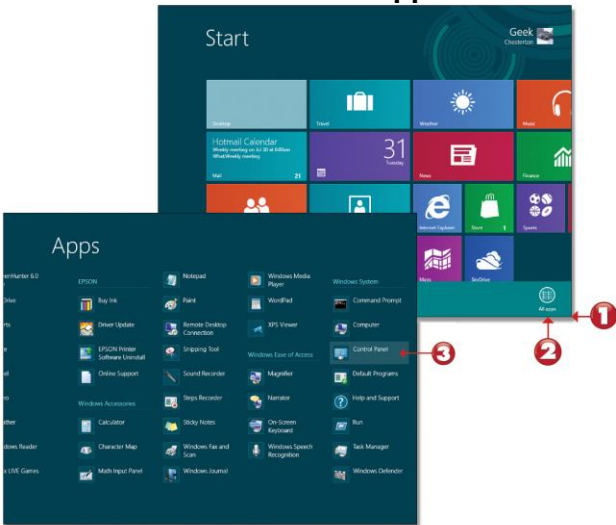 Start
Geek
Chesterton
Desktop
Travel
Weather
Music
Hotmail Calendar
Weekly meeting on Jul 30 at 8:00am
What:Weekly meeting
Mail
21
31
Tuesday
News
Finance
Internet Explorer
Store
1
Sports
Maps
SkyDrive
All apps
1
2
3
Apps
EPSON
Buy Ink
Driver Update
EPSON Printer
Software Uninstall
Online Support
Windows Accessories
Calculator
Character Map
Math Input Panel
Notepad
Paint
Remote Desktop
Connection
Snipping Tool
Sound Recorder
Steps Recorder
Sticky Notes
Windows Fax and
Scan
Windows Journal
Windows Media
Player
WordPad
XPS Viewer
Windows Ease of Access
Magnifier
Narrator
On-Screen
Keyboard
Windows Speech
Recognition
Windows System
Command Prompt
Computer
Control Panel
Default Programs
Help and Support
Run
Task Manager
Windows Defender